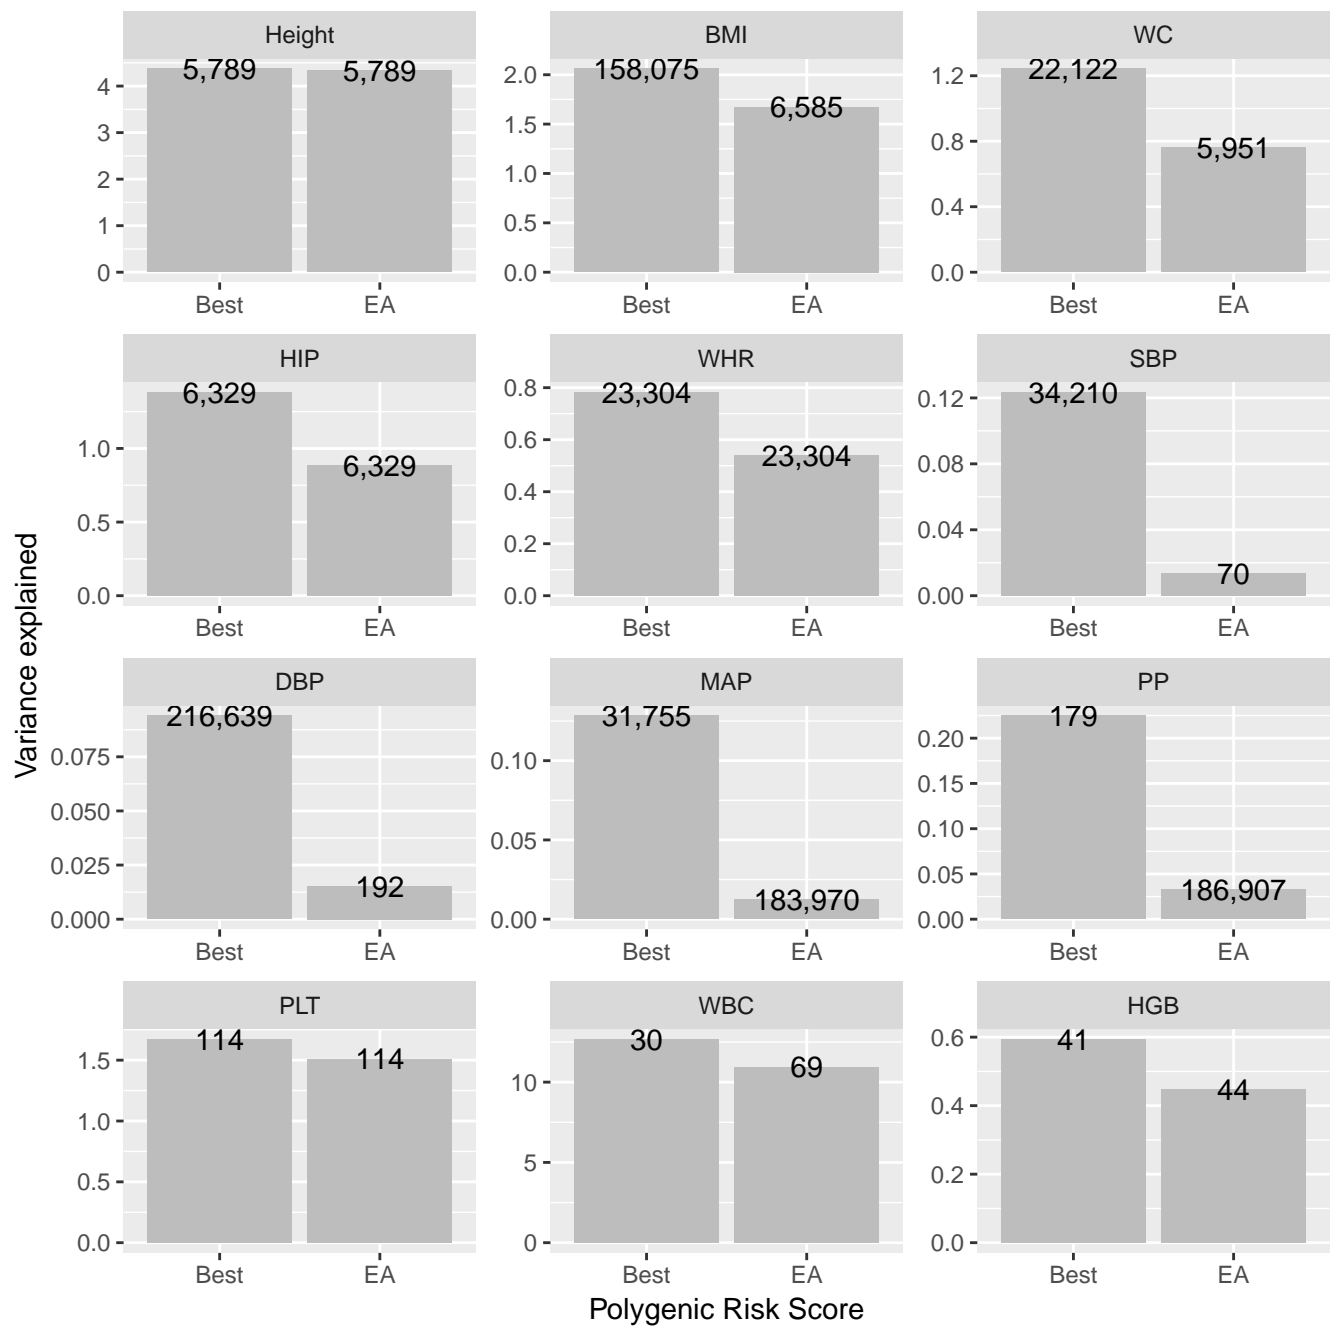 Height
5,789
5,789
4
3
2
1
0
Best
EA
BMI
158,075
6,585
2.0
1.5
1.0
0.5
0.0
Best
EA
WC
22,122
5,951
1.2
0.8
0.4
0.0
Best
EA
HIP
6,329
6,329
1.0
0.5
0.0
Best
EA
WHR
23,304
23,304
0.8
0.6
0.4
0.2
0.0
Best
EA
SBP
34,210
70
0.12
0.08
0.04
0.00
Best
EA
Variance explained
DBP
216,639
192
0.075
0.050
0.025
0.000
Best
EA
MAP
31,755
183,970
0.10
0.05
0.00
Best
EA
PP
179
186,907
0.20
0.15
0.10
0.05
0.00
Best
EA
PLT
114
114
1.5
1.0
0.5
0.0
Best
EA
WBC
30
69
10
5
0
Best
EA
HGB
41
44
0.6
0.4
0.2
0.0
Best
EA
Polygenic Risk Score